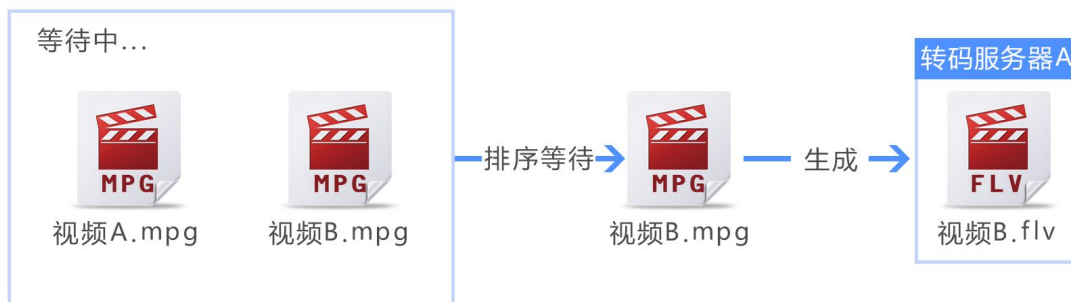 等待中...
转码服务器A
MPG
MPG
排序等待
MPG
生成
FLV
视频A.mpg
视频B.mpg
视频B.mpg
视频B.flv